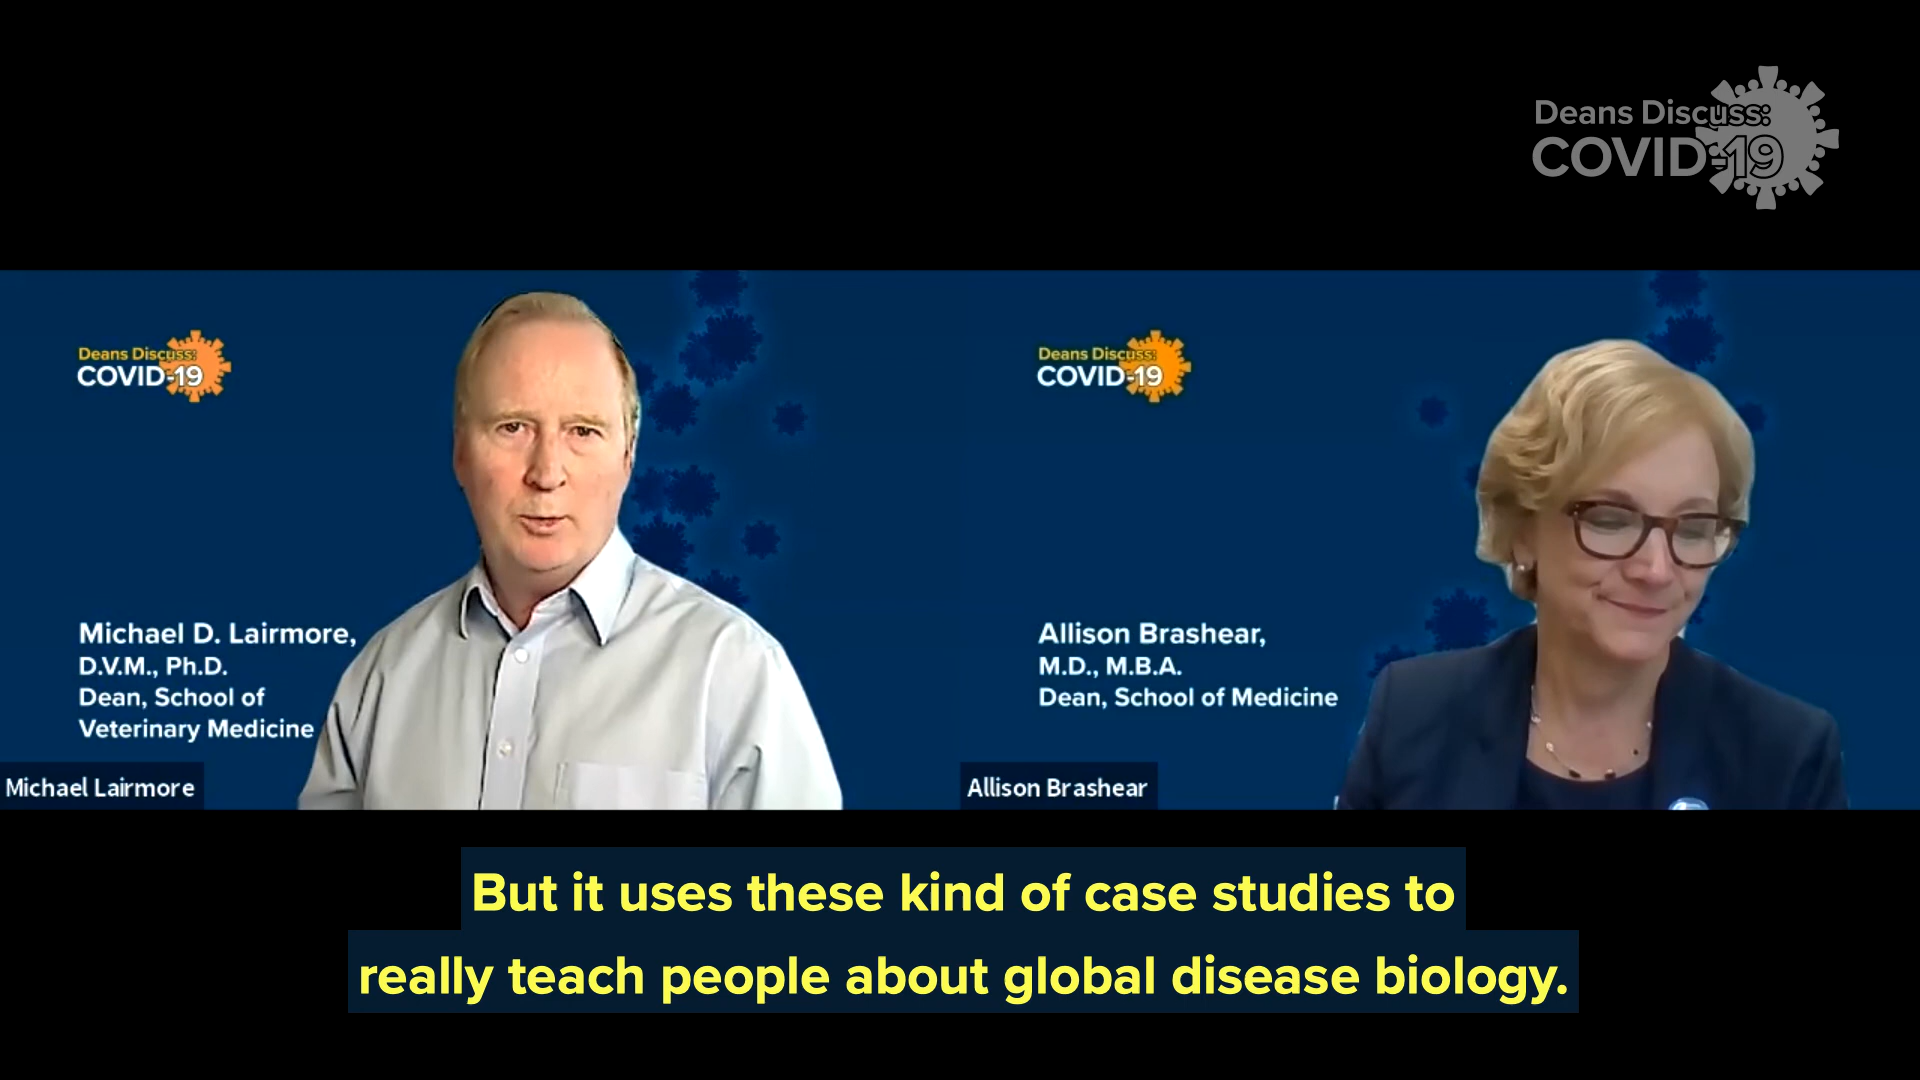 Deans Discuss:
COVID-19
Deans Discuss:
COVID-19
Michael D. Lairmore,
D.V.M., Ph.D.
Dean, School of
Veterinary Medicine
Michael Lairmore
Deans Discuss:
COVID-19
Allison Brashear,
M.D., M.B.A.
Dean, School of Medicine
Allison Brashear
But it uses these kind of case studies to
really teach people about global disease biology.